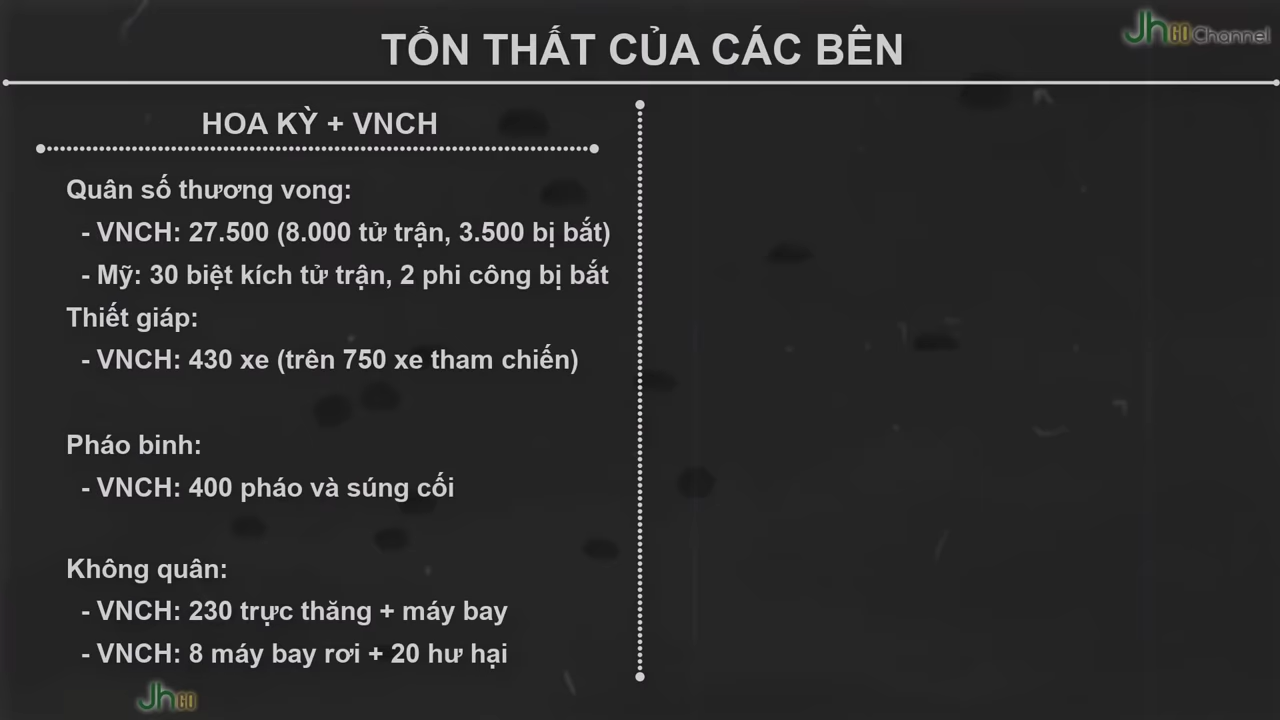 TỔN THẤT CỦA CÁC BÊN
JhGO Channel
HOA KỲ + VNCH
Quân số thương vong:
- VNCH: 27.500 (8.000 tử trận, 3.500 bị bắt)
- Mỹ: 30 biệt kích tử trận, 2 phi công bị bắt
Thiết giáp:
- VNCH: 430 xe (trên 750 xe tham chiến)
Pháo binh:
- VNCH: 400 pháo và súng cối
Không quân:
- VNCH: 230 trực thăng + máy bay
- VNCH: 8 máy bay rơi + 20 hư hại
JhGO